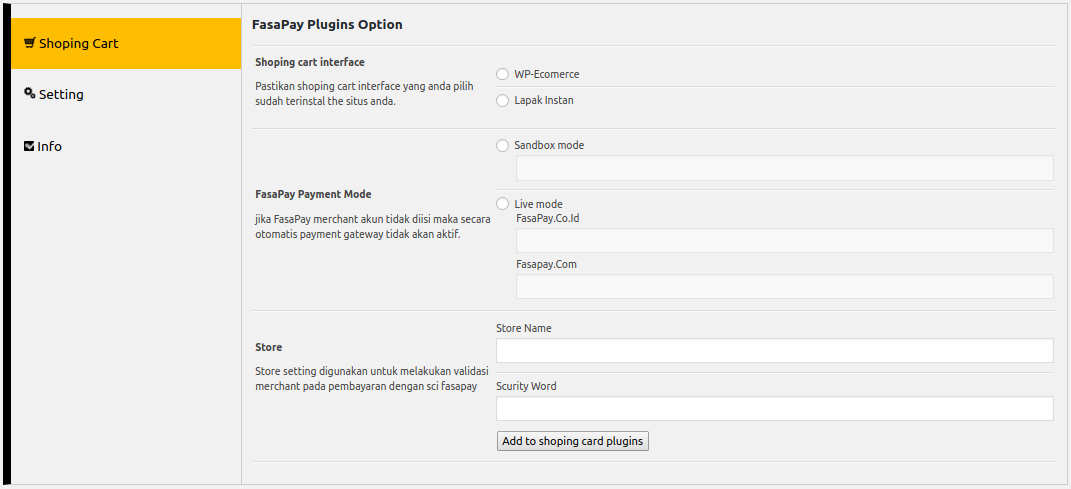 Shoping Cart
Setting
Info
FasaPay Plugins Option
Shoping cart interface
Pastikan shoping cart interface yang anda pilih
sudah terinstal the situs anda.
WP-Ecomerce
Lapak Instan
FasaPay Payment Mode
jika FasaPay merchant akun tidak diisi maka secara
otomatis payment gateway tidak akan aktif.
Sandbox mode
Live mode
FasaPay.Co.Id
Fasapay.Com
Store
Store setting digunakan untuk melakukan validasi
merchant pada pembayaran dengan sci fasapay
Store Name
Scurity Word
Add to shoping card plugins